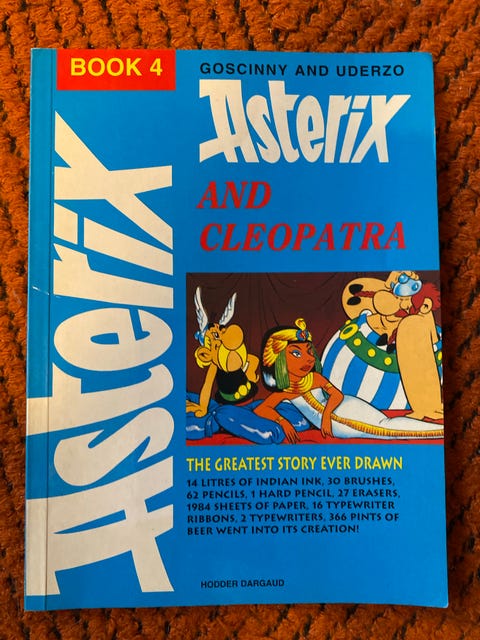 BOOK 4
GOSCINNY AND UDERZO
Asterix
AND
CLEOPATRA
Asterix
THE GREATEST STORY EVER DRAWN
14 LITRES OF INDIAN INK, 30 BRUSHES,
62 PENCILS, 1 HARD PENCIL, 27 ERASERS,
1984 SHEETS OF PAPER, 16 TYPEWRITER
RIBBONS, 2 TYPEWRITERS, 366 PINTS OF
BEER WENT INTO ITS CREATION!
HODDER DARGAUD